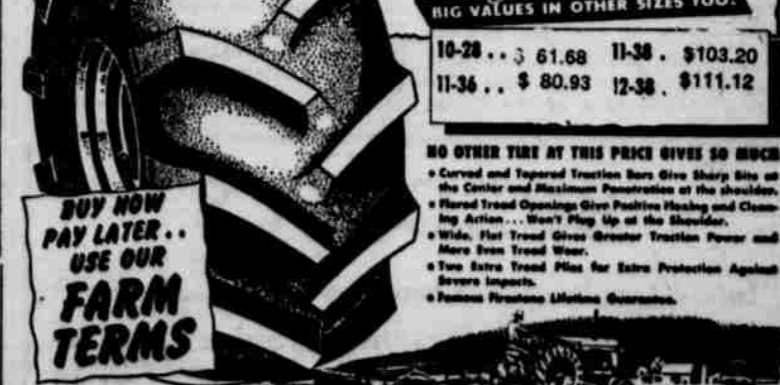 BIG VALUES IN OTHER SIZES TOO!
10-28 . . $ 61.68 11-38 . $103.20
11-36 . . $ 80.93 12-38 . $111.12
NO OTHER TIRE AT THIS PRICE GIVES SO MUCH
• Curved and Tapered Traction Bars Give Sharp Bite at
the Center and Maximum Penetration at the shoulder.
• Flared Tread Openings Give Positive Flexing and Clean-
ing Action . . . Won't Plug Up at the Shoulder.
• Wide, Flat Tread Gives Greater Traction Power and
More Even Tread Wear.
• Two Extra Tread Plies for Extra Protection Against
Severe Impacts.
• Famous Firestone Lifetime Guarantee.
BUY NOW
PAY LATER . .
USE OUR
FARM
TERMS